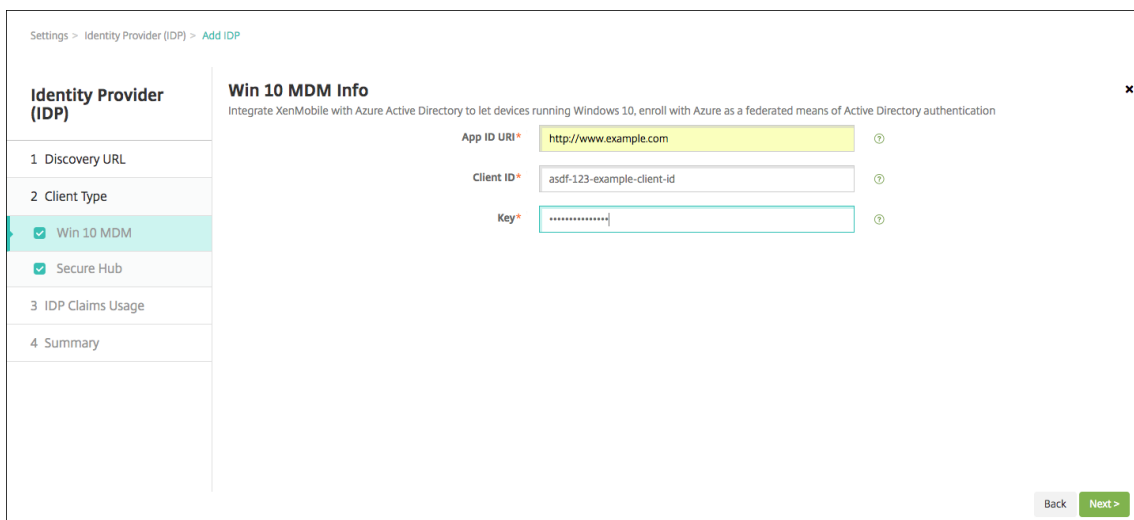 Settings > Identity Provider (IDP) > Add IDP
Identity Provider
(IDP)
1 Discovery URL
2 Client Type
Win 10 MDM
Secure Hub
3 IDP Claims Usage
4 Summary
Win 10 MDM Info
Integrate XenMobile with Azure Active Directory to let devices running Windows 10, enroll with Azure as a federated means of Active Directory authentication
App ID URI* http://www.example.com
Client ID* asdf-123-example-client-id
Key* •••••••••••••••
Back Next >